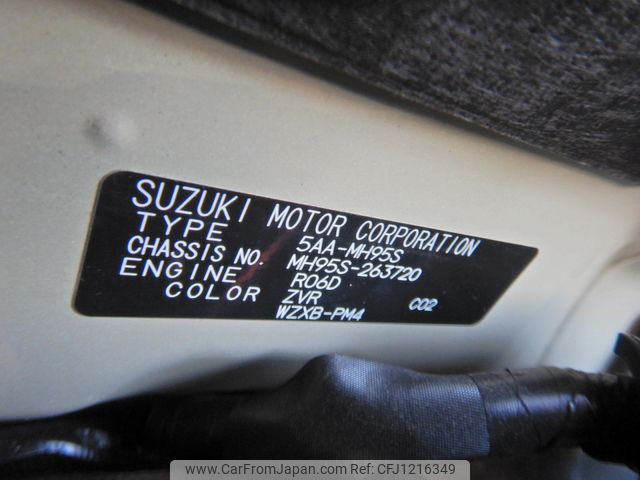 SUZUKI MOTOR CORPORATION
TYPE 5AA-MH95S
CHASSIS NO. MH95S-263720
ENGINE R06D
COLOR ZVR C02
WZXB-PM4
www.CarFromJapan.com CFJ1216349